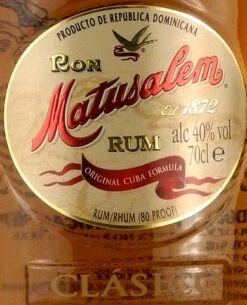 PRODUCTO DE REPUBLICA DOMINICANA
RON
Matusalem
Est 1872
RUM
alc 40% vol
70cl e
ORIGINAL CUBA FORMULA
RUM/RHUM (80 PROOF)
CLÁSICO